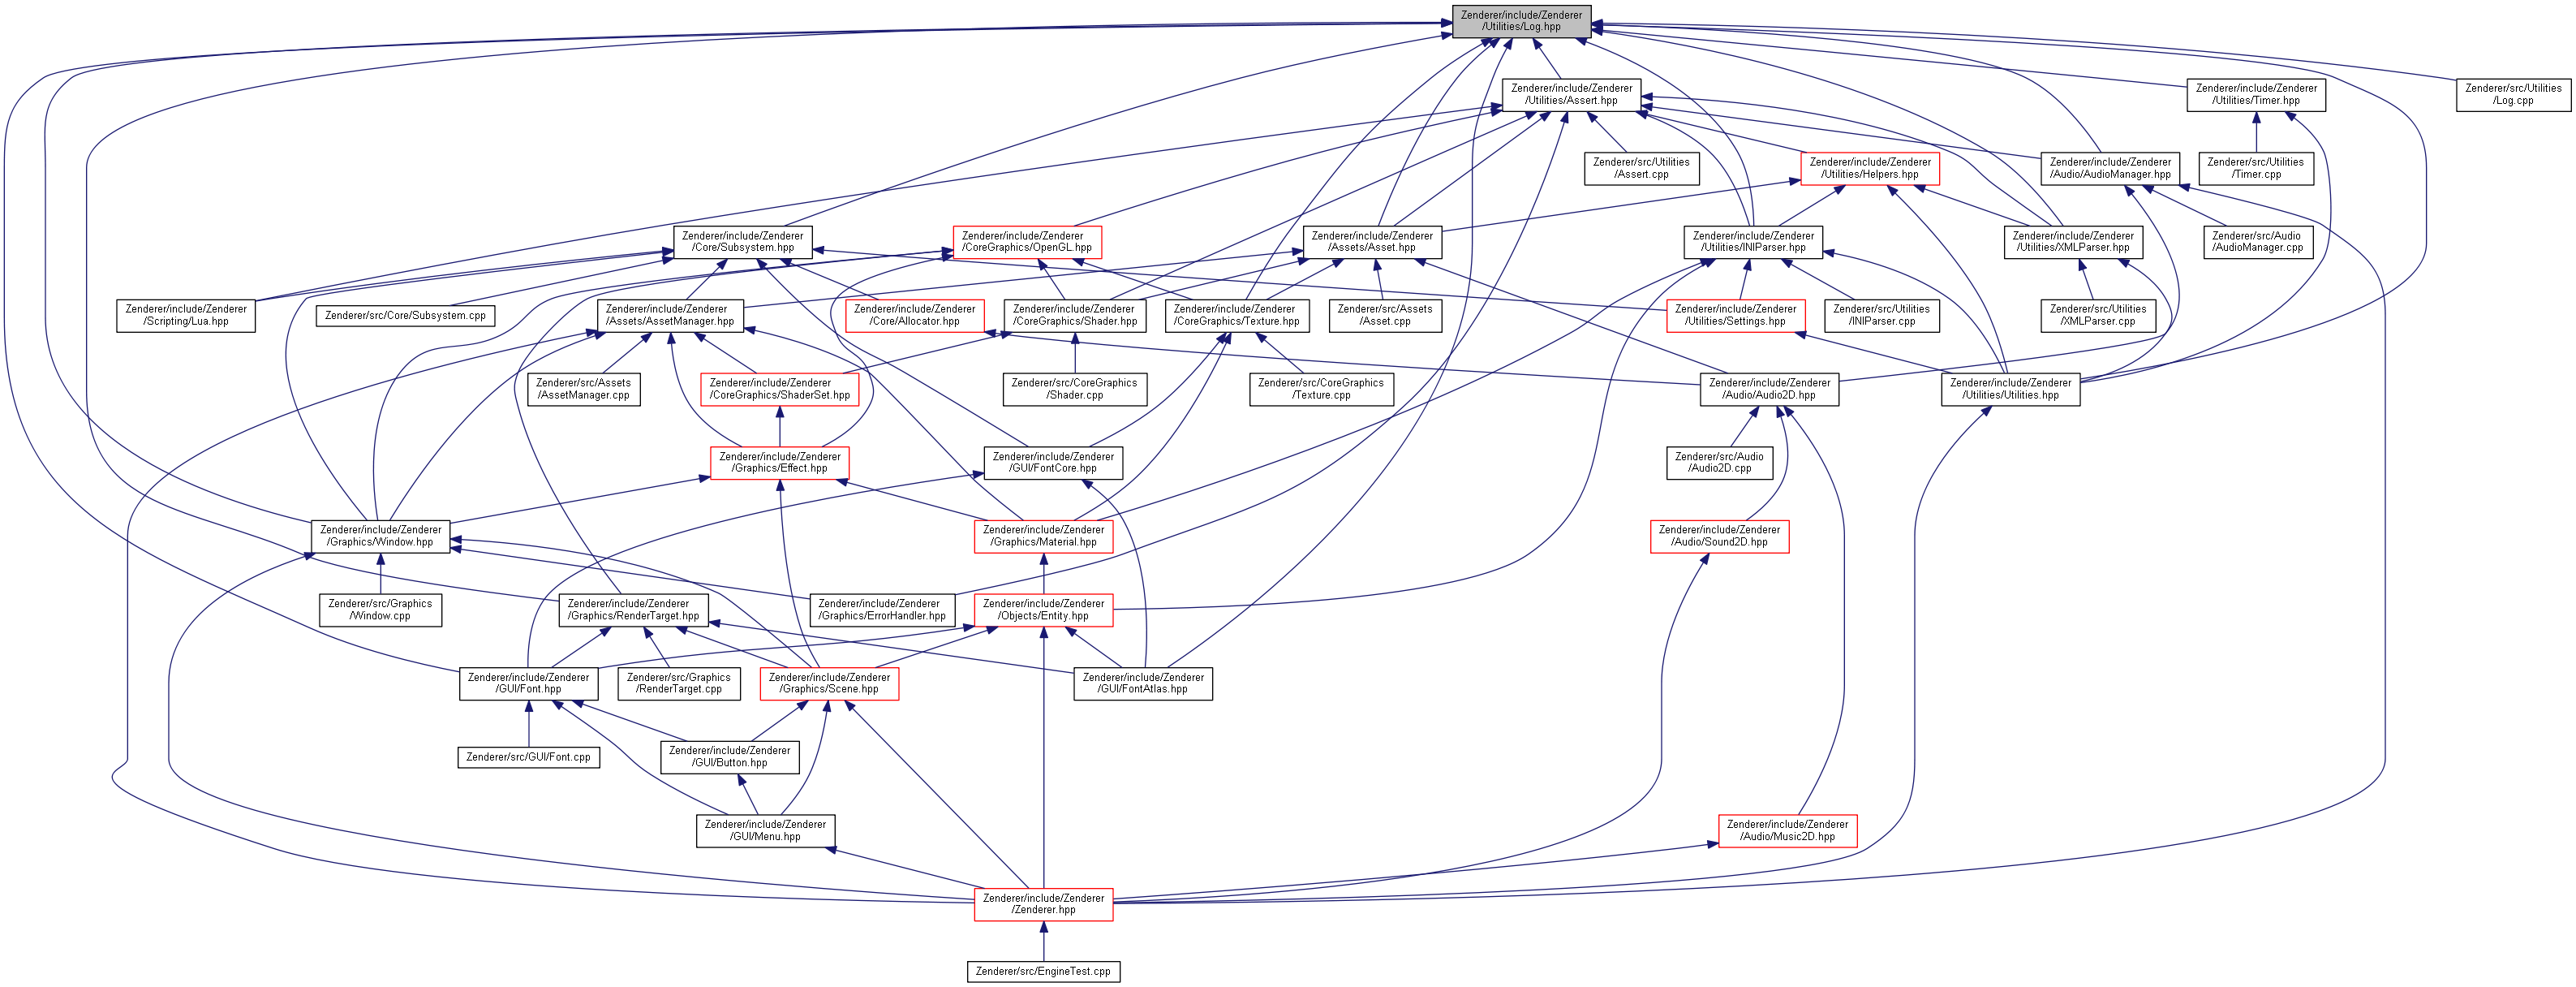 Zenderer/include/Zenderer
/Utilities/Log.hpp
Zenderer/include/Zenderer
/Utilities/Assert.hpp
Zenderer/include/Zenderer
/Utilities/Timer.hpp
Zenderer/src/Utilities
/Log.cpp
Zenderer/src/Utilities
/Assert.cpp
Zenderer/include/Zenderer
/Utilities/Helpers.hpp
Zenderer/include/Zenderer
/Audio/AudioManager.hpp
Zenderer/src/Utilities
/Timer.cpp
Zenderer/include/Zenderer
/Core/Subsystem.hpp
Zenderer/include/Zenderer
/CoreGraphics/OpenGL.hpp
Zenderer/include/Zenderer
/Assets/Asset.hpp
Zenderer/include/Zenderer
/Utilities/INIParser.hpp
Zenderer/include/Zenderer
/Utilities/XMLParser.hpp
Zenderer/src/Audio
/AudioManager.cpp
Zenderer/include/Zenderer
/Scripting/Lua.hpp
Zenderer/src/Core/Subsystem.cpp
Zenderer/include/Zenderer
/Assets/AssetManager.hpp
Zenderer/include/Zenderer
/Core/Allocator.hpp
Zenderer/include/Zenderer
/CoreGraphics/Shader.hpp
Zenderer/include/Zenderer
/CoreGraphics/Texture.hpp
Zenderer/src/Assets
/Asset.cpp
Zenderer/include/Zenderer
/Utilities/Settings.hpp
Zenderer/src/Utilities
/INIParser.cpp
Zenderer/src/Utilities
/XMLParser.cpp
Zenderer/src/Assets
/AssetManager.cpp
Zenderer/include/Zenderer
/CoreGraphics/ShaderSet.hpp
Zenderer/src/CoreGraphics
/Shader.cpp
Zenderer/src/CoreGraphics
/Texture.cpp
Zenderer/include/Zenderer
/Audio/Audio2D.hpp
Zenderer/include/Zenderer
/Utilities/Utilities.hpp
Zenderer/include/Zenderer
/Graphics/Effect.hpp
Zenderer/include/Zenderer
/GUI/FontCore.hpp
Zenderer/src/Audio
/Audio2D.cpp
Zenderer/include/Zenderer
/Graphics/Window.hpp
Zenderer/include/Zenderer
/Graphics/Material.hpp
Zenderer/include/Zenderer
/Audio/Sound2D.hpp
Zenderer/src/Graphics
/Window.cpp
Zenderer/include/Zenderer
/Graphics/RenderTarget.hpp
Zenderer/include/Zenderer
/Graphics/ErrorHandler.hpp
Zenderer/include/Zenderer
/Objects/Entity.hpp
Zenderer/include/Zenderer
/GUI/Font.hpp
Zenderer/src/Graphics
/RenderTarget.cpp
Zenderer/include/Zenderer
/Graphics/Scene.hpp
Zenderer/include/Zenderer
/GUI/FontAtlas.hpp
Zenderer/src/GUI/Font.cpp
Zenderer/include/Zenderer
/GUI/Button.hpp
Zenderer/include/Zenderer
/GUI/Menu.hpp
Zenderer/include/Zenderer
/Audio/Music2D.hpp
Zenderer/include/Zenderer
/Zenderer.hpp
Zenderer/src/EngineTest.cpp